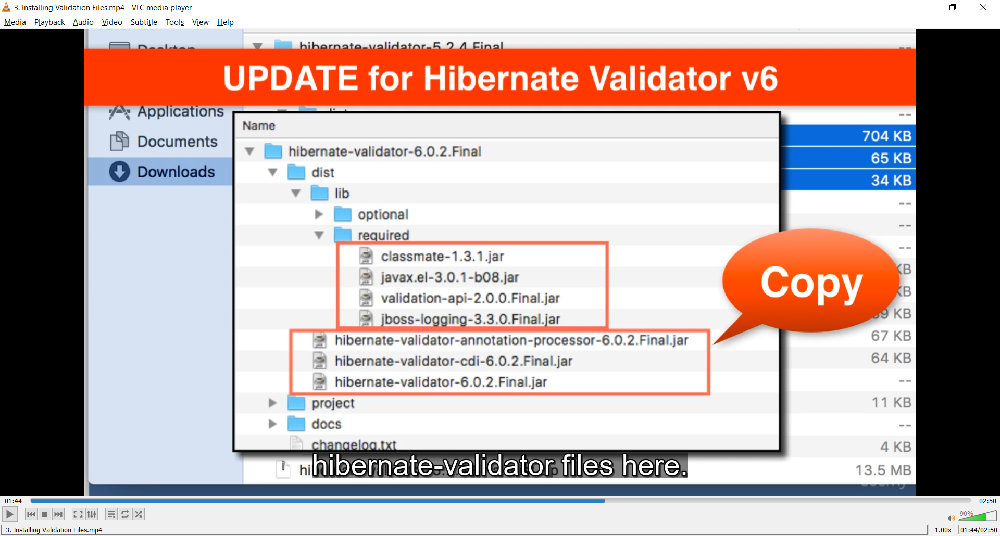 3. Installing Validation Files.mp4 - VLC media player
Media Playback Audio Video Subtitle Tools View Help
Desktop
hibernate-validator-5.2.4.Final
--
UPDATE for Hibernate Validator v6
Applications
dist
--
Name
704 KB
Documents
hibernate-validator-6.0.2.Final
65 KB
Downloads
dist
34 KB
lib
--
optional
--
required
--
classmate-1.3.1.jar
KB
javax.el-3.0.1-b08.jar
Copy
KB
validation-api-2.0.0.Final.jar
jboss-logging-3.3.0.Final.jar
9 KB
hibernate-validator-annotation-processor-6.0.2.Final.jar
67 KB
hibernate-validator-cdi-6.0.2.Final.jar
64 KB
hibernate-validator-6.0.2.Final.jar
--
project
11 KB
docs
--
changelog.txt
4 KB
hibernate-validator files here.
13.5 MB
01:44
02:50
90%
3. Installing Validation Files.mp4
1.00x
01:44/02:50